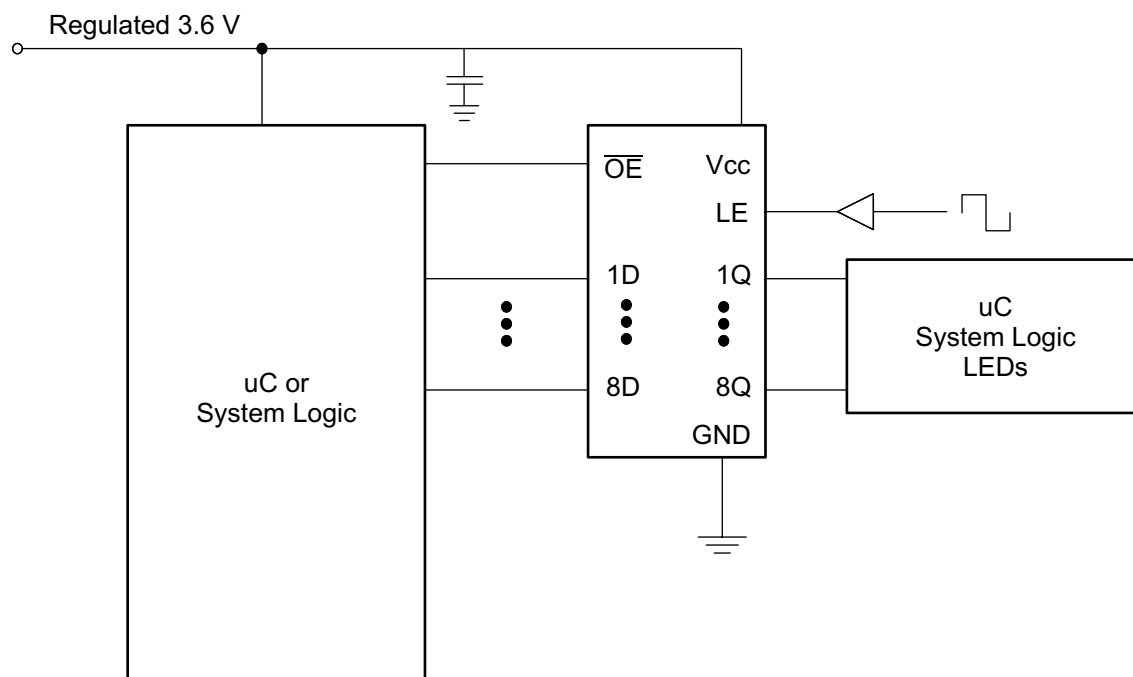 Regulated 3.6 V
OE
Vcc
LE
1D
1Q
8D
8Q
GND
uC or
System Logic
uC
System Logic
LEDs